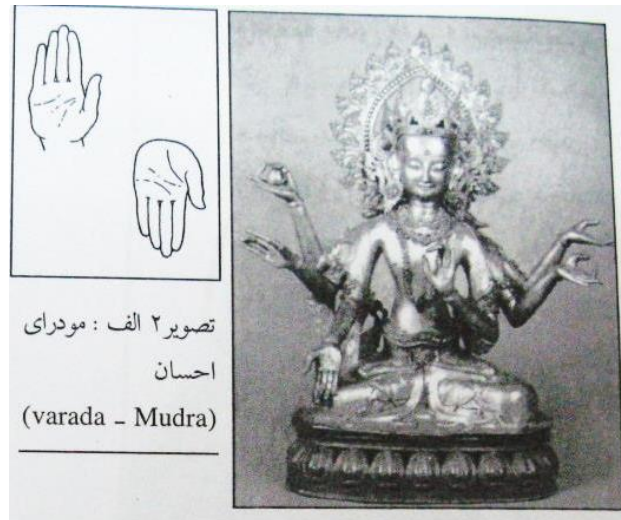 تصویر۲ الف : مودرای
احسان
(varada – Mudra)